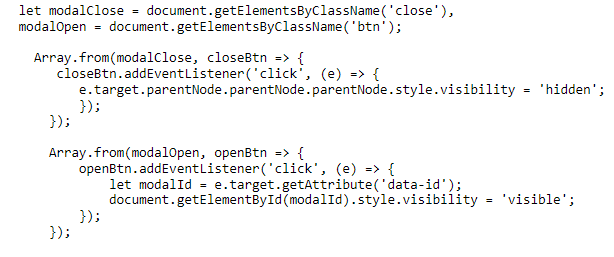 let modalClose = document.getElementsByClassName('close'),
modalOpen = document.getElementsByClassName('btn');
Array.from(modalClose, closeBtn => {
closeBtn.addEventListener('click', (e) => {
e.target.parentNode.parentNode.parentNode.style.visibility = 'hidden';
});
});
Array.from(modalOpen, openBtn => {
openBtn.addEventListener('click', (e) => {
let modalId = e.target.getAttribute('data-id');
document.getElementById(modalId).style.visibility = 'visible';
});
});